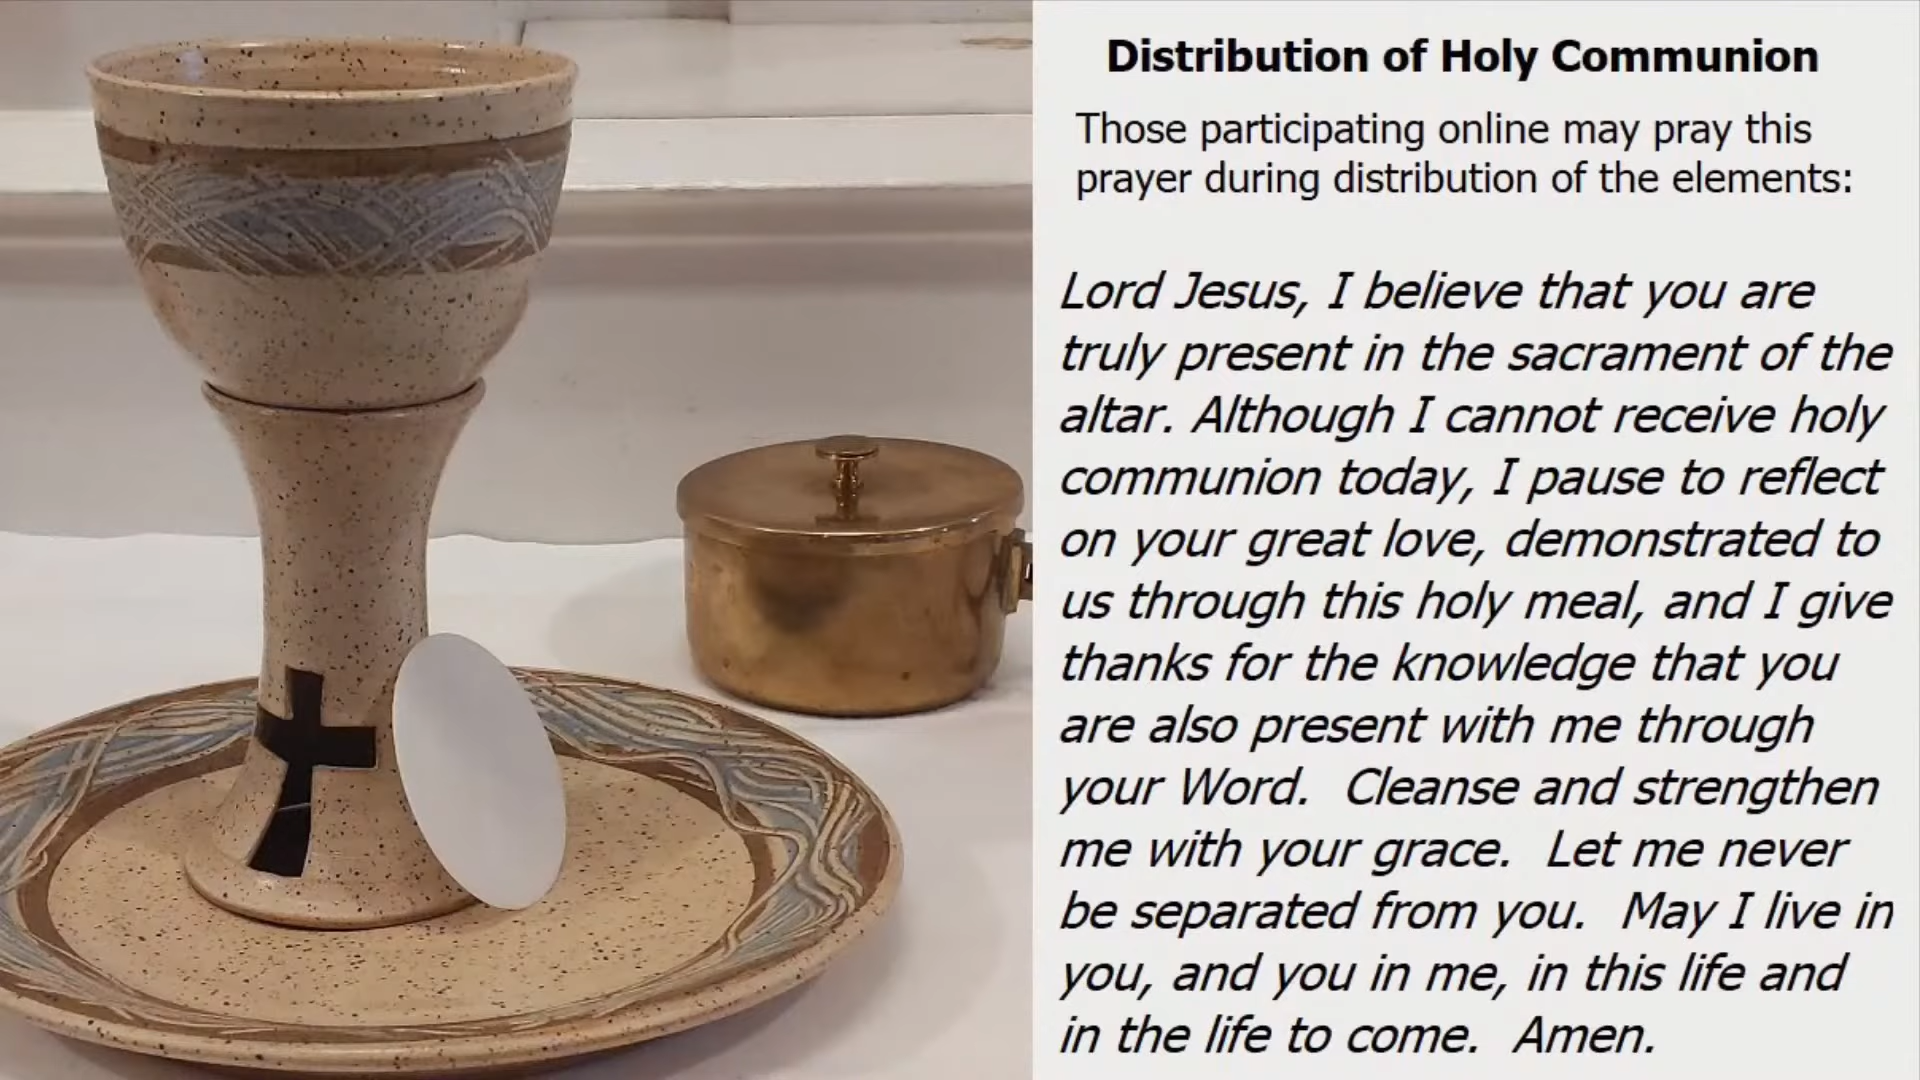 Distribution of Holy Communion
Those participating online may pray this
prayer during distribution of the elements:
Lord Jesus, I believe that you are
truly present in the sacrament of the
altar. Although I cannot receive holy
communion today, I pause to reflect
on your great love, demonstrated to
us through this holy meal, and I give
thanks for the knowledge that you
are also present with me through
your Word.  Cleanse and strengthen
me with your grace.  Let me never
be separated from you.  May I live in
you, and you in me, in this life and
in the life to come.  Amen.